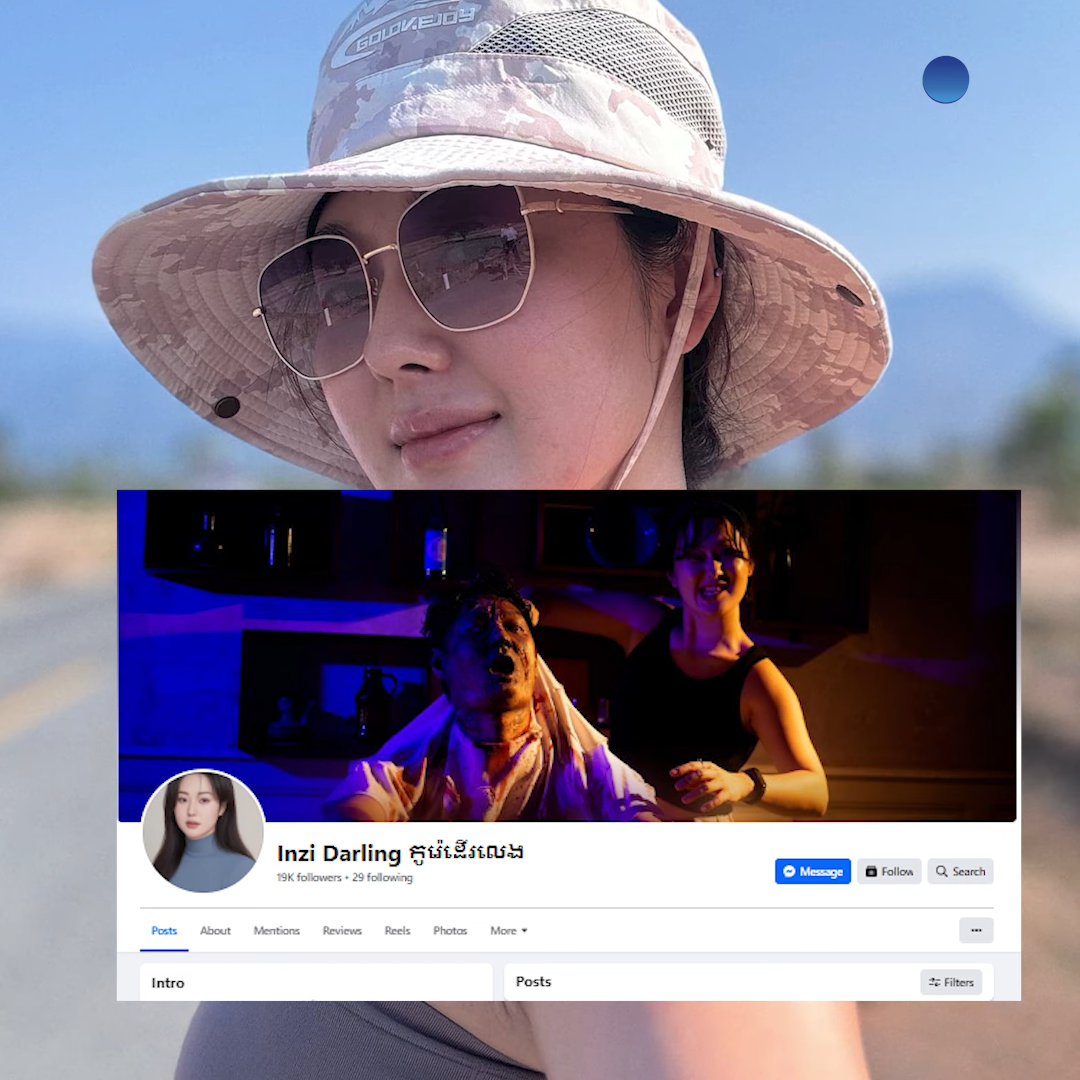 GOLOVEJOY
Inzi Darling កូរ៉េដើរលេង
19K followers • 29 following
Message
Follow
Search
Posts
About
Mentions
Reviews
Reels
Photos
More
Intro
Posts
Filters